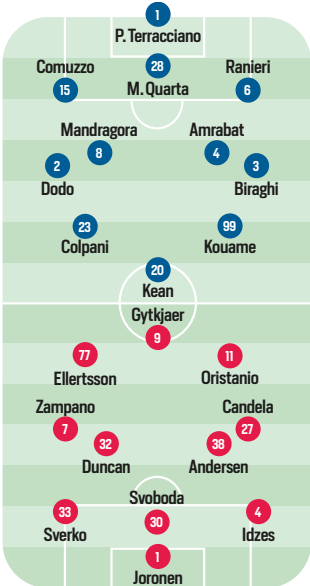 1
P. Terracciano
Comuzzo 28 Ranieri
15 M. Quarta 6
Mandragora Amrabat
8 4
2 3
Dodo Biraghi
23 99
Colpani Kouame
20
Kean
Gytkjaer
9
77 11
Ellertsson Oristanio
Zampano Candela
7 27
32 38
Duncan Andersen
Svoboda
33 30 4
Sverko Idzes
1
Joronen